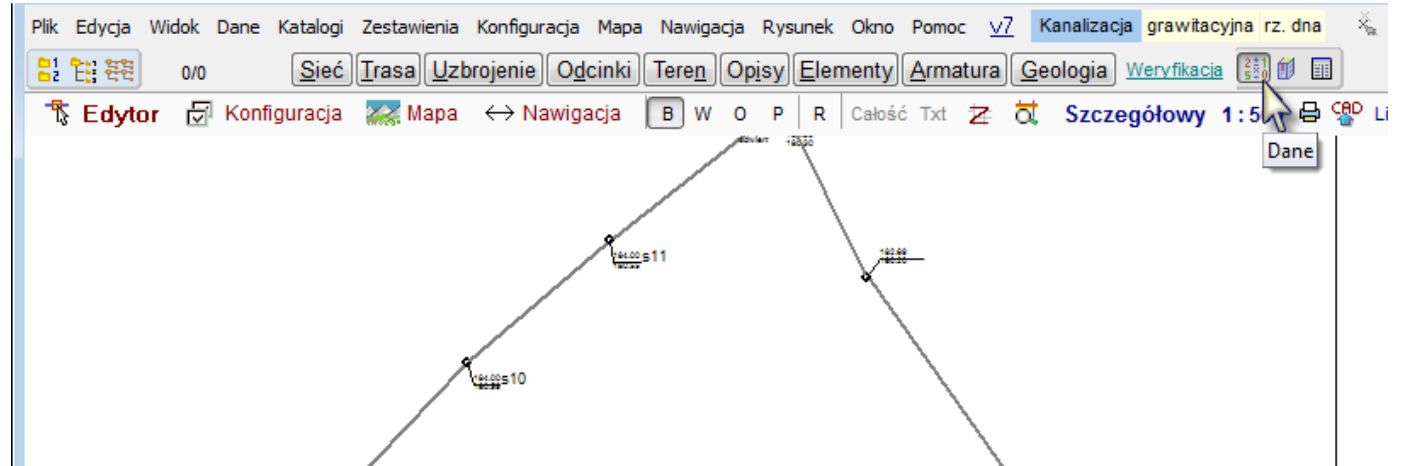 Plik Edycja Widok Dane Katalogi Zestawienia Konfiguracja Mapa Nawigacja Rysunek Okno Pomoc v7 Kanalizacja grawitacyjna rz. dna
0/0 Sieć Trasa Uzbrojenie Odcinki Teren Opisy Elementy Armatura Geologia Weryfikacja
Edytor Konfiguracja Mapa Nawigacja B W O P R Całość Txt Szczegółowy 1:5 CAD Li
Dane
s11
s10